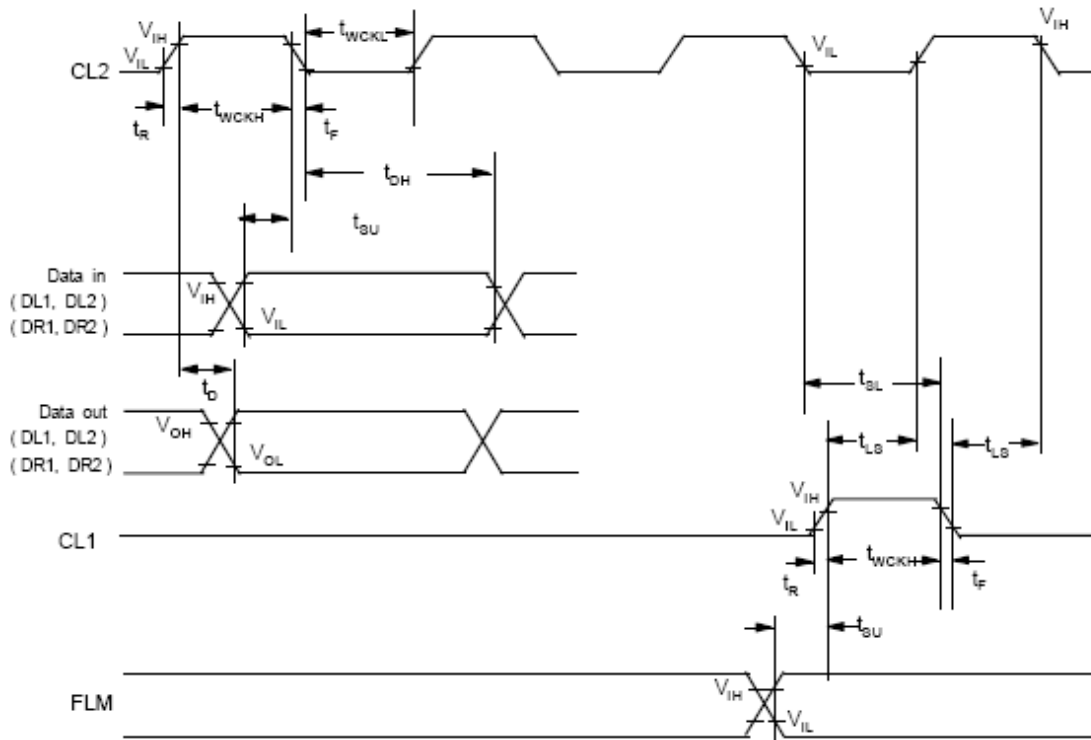 V_IH
V_IL
t_WCKL
V_IL
V_IH
CL2
t_R
t_WCKH
t_F
t_DH
t_SU
Data in
( DL1, DL2 )
( DR1, DR2 )
V_IH
V_IL
t_D
t_SL
Data out
( DL1, DL2 )
( DR1, DR2 )
V_OH
V_OL
t_LS
t_LS
V_IH
V_IL
CL1
t_R
t_WCKH
t_F
t_SU
FLM
V_IH
V_IL